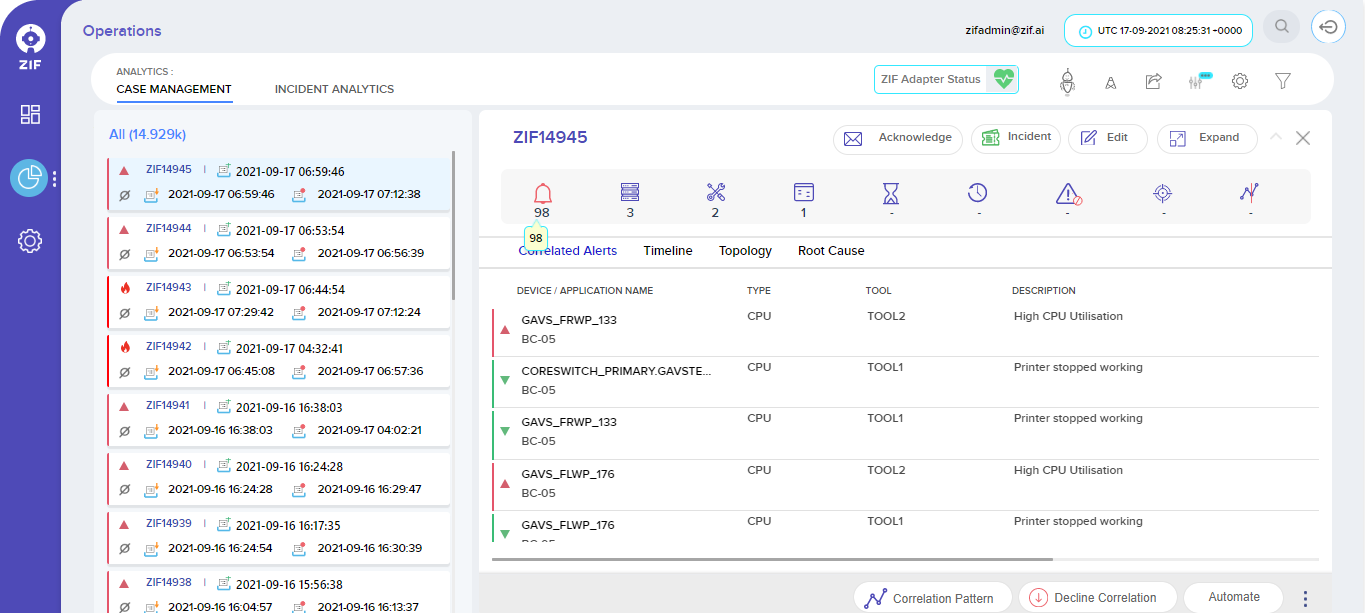 Operations
zifadmin@zif.ai
UTC 17-09-2021 08:25:31 +0000
ZIF
ANALYTICS :
CASE MANAGEMENT
INCIDENT ANALYTICS
ZIF Adapter Status
All (14.929k)
ZIF14945 | 2021-09-17 06:59:46
2021-09-17 06:59:46 2021-09-17 07:12:38
ZIF14944 | 2021-09-17 06:53:54
2021-09-17 06:53:54 2021-09-17 06:56:39
ZIF14943 | 2021-09-17 06:44:54
2021-09-17 07:29:42 2021-09-17 07:12:24
ZIF14942 | 2021-09-17 04:32:41
2021-09-17 06:45:08 2021-09-17 06:57:36
ZIF14941 | 2021-09-16 16:38:03
2021-09-16 16:38:03 2021-09-17 04:02:21
ZIF14940 | 2021-09-16 16:24:28
2021-09-16 16:24:28 2021-09-16 16:29:47
ZIF14939 | 2021-09-16 16:17:35
2021-09-16 16:24:54 2021-09-16 16:30:39
ZIF14938 | 2021-09-16 15:56:38
2021-09-16 16:04:57 2021-09-16 16:13:37
ZIF14945
Acknowledge
Incident
Edit
Expand
98 3 2 1 - - - - -
98
Correlated Alerts Timeline Topology Root Cause
DEVICE / APPLICATION NAME TYPE TOOL DESCRIPTION
GAVS_FRWP_133 CPU TOOL2 High CPU Utilisation
BC-05
CORESWITCH_PRIMARY.GAVSTE... CPU TOOL1 Printer stopped working
BC-05
GAVS_FRWP_133 CPU TOOL1 Printer stopped working
BC-05
GAVS_FLWP_176 CPU TOOL2 High CPU Utilisation
BC-05
GAVS_FLWP_176 CPU TOOL1 Printer stopped working
Correlation Pattern
Decline Correlation
Automate